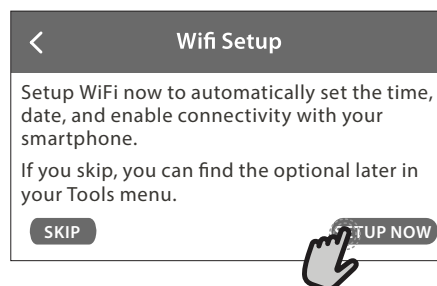 Wifi Setup
Setup WiFi now to automatically set the time,
date, and enable connectivity with your
smartphone.
If you skip, you can find the optional later in
your Tools menu.
SKIP
SETUP NOW